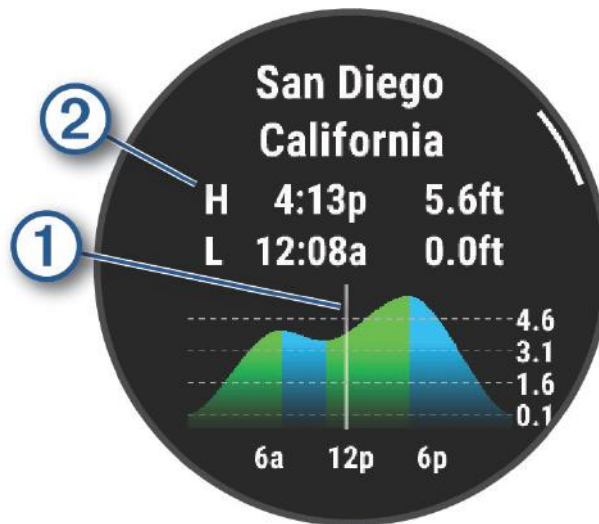 San Diego
California
2
H 4:13p 5.6ft
L 12:08a 0.0ft
1
4.6
3.1
1.6
0.1
6a 12p 6p